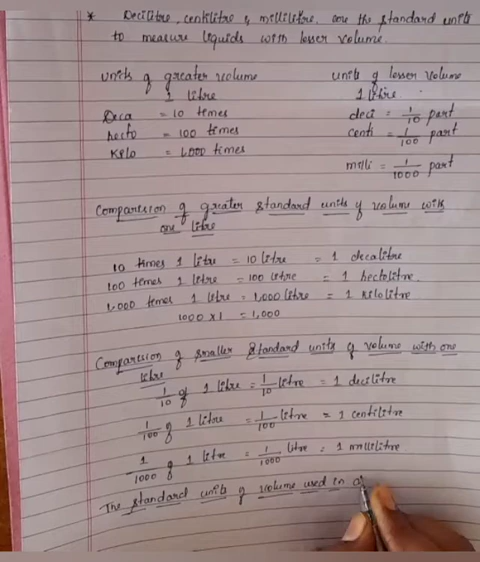 * Decilitre, centilitre & millilitre, are the standard units
to measure liquids with lesser volume.
units of greater volume
1 litre
Deca = 10 times
hecto = 100 times
Kilo = 1,000 times
units of lesser volume
1 litre
deci = 1/10 part
centi = 1/100 part
milli = 1/1000 part
Comparision of greater standard units of volume with
one litre
10 times 1 litre = 10 litre = 1 decalitre
100 times 1 litre = 100 litre = 1 hectolitre.
1,000 times 1 litre = 1,000 litre = 1 kilolitre
1000 x 1 = 1,000
Comparision of smaller standard units of volume with one
litre
1/10 of 1 litre = 1/10 litre = 1 decilitre
1/100 of 1 litre = 1/100 litre = 1 centilitre
1/1000 of 1 litre = 1/1000 litre = 1 millilitre
The standard units of volume used in